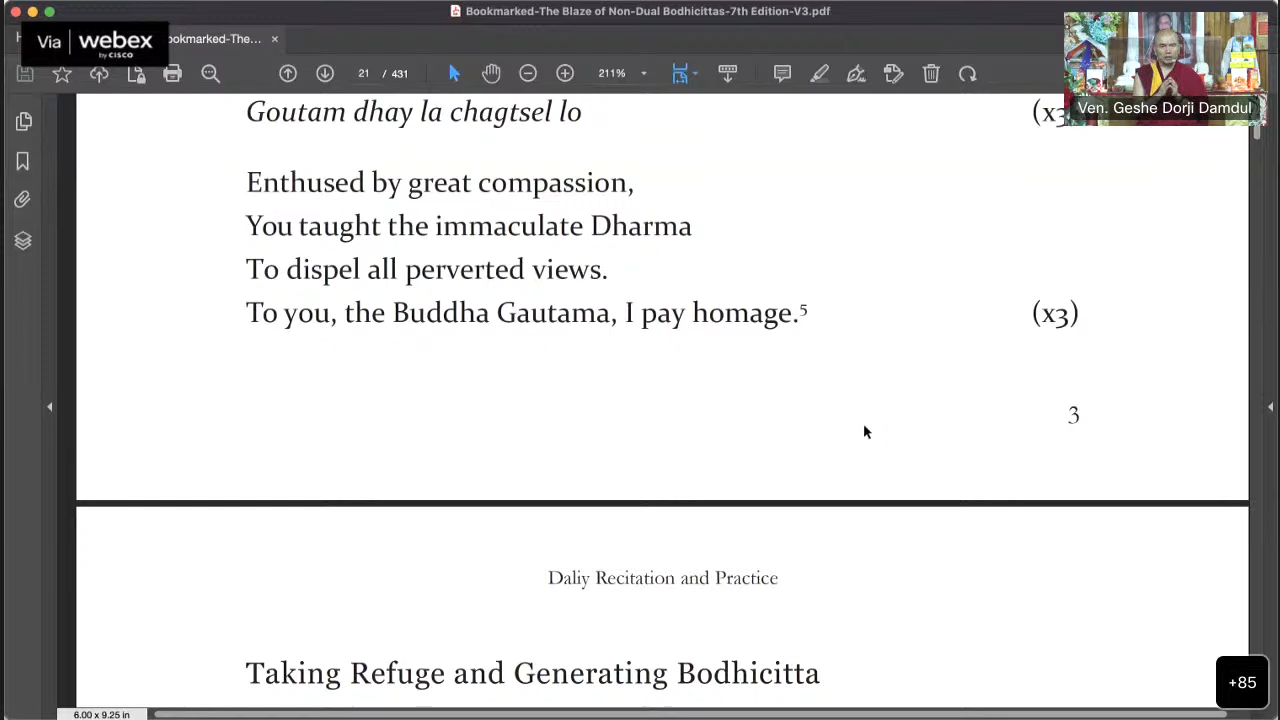 Bookmarked-The Blaze of Non-Dual Bodhicittas-7th Edition-V3.pdf
Via webex
by CISCO
ookmarked-The...
21 / 431
211%
Ven. Geshe Dorji Damdul
Goutam dhay la chagtsel lo (x3
Enthused by great compassion,
You taught the immaculate Dharma
To dispel all perverted views.
To you, the Buddha Gautama, I pay homage.⁵ (x3)
3
Daliy Recitation and Practice
Taking Refuge and Generating Bodhicitta
+85
6.00 x 9.25 in